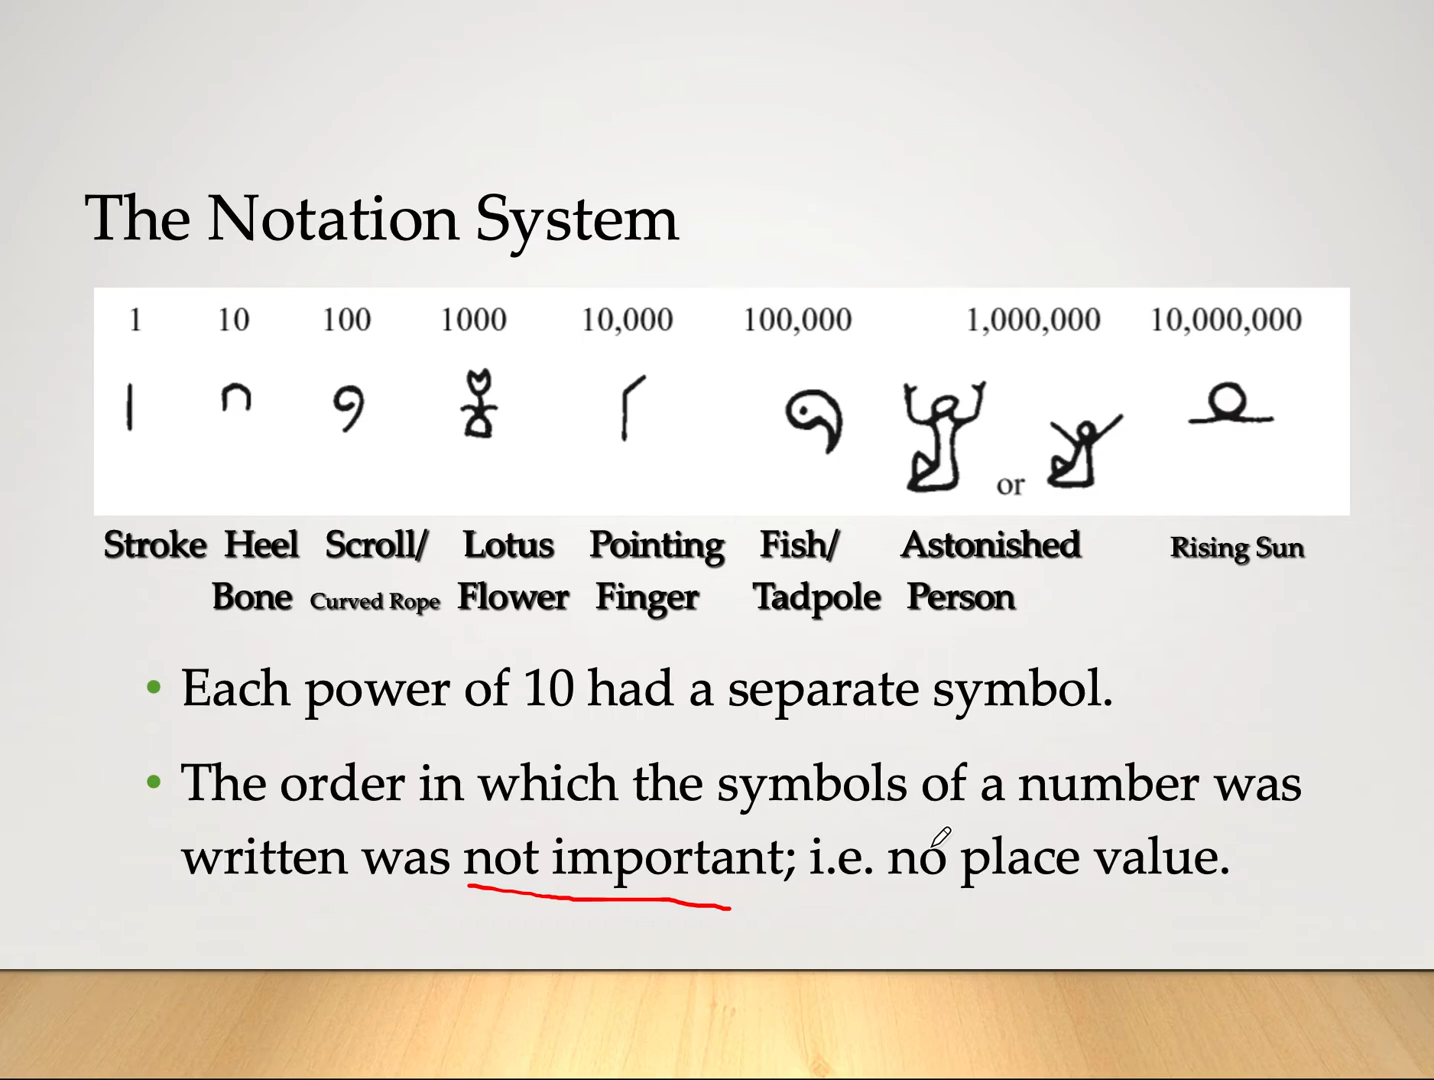 The Notation System
1 10 100 1000 10,000 100,000 1,000,000 10,000,000
or
Stroke Heel Scroll/ Lotus Pointing Fish/ Astonished Rising Sun
Bone Curved Rope Flower Finger Tadpole Person
• Each power of 10 had a separate symbol.
• The order in which the symbols of a number was
written was not important; i.e. no place value.